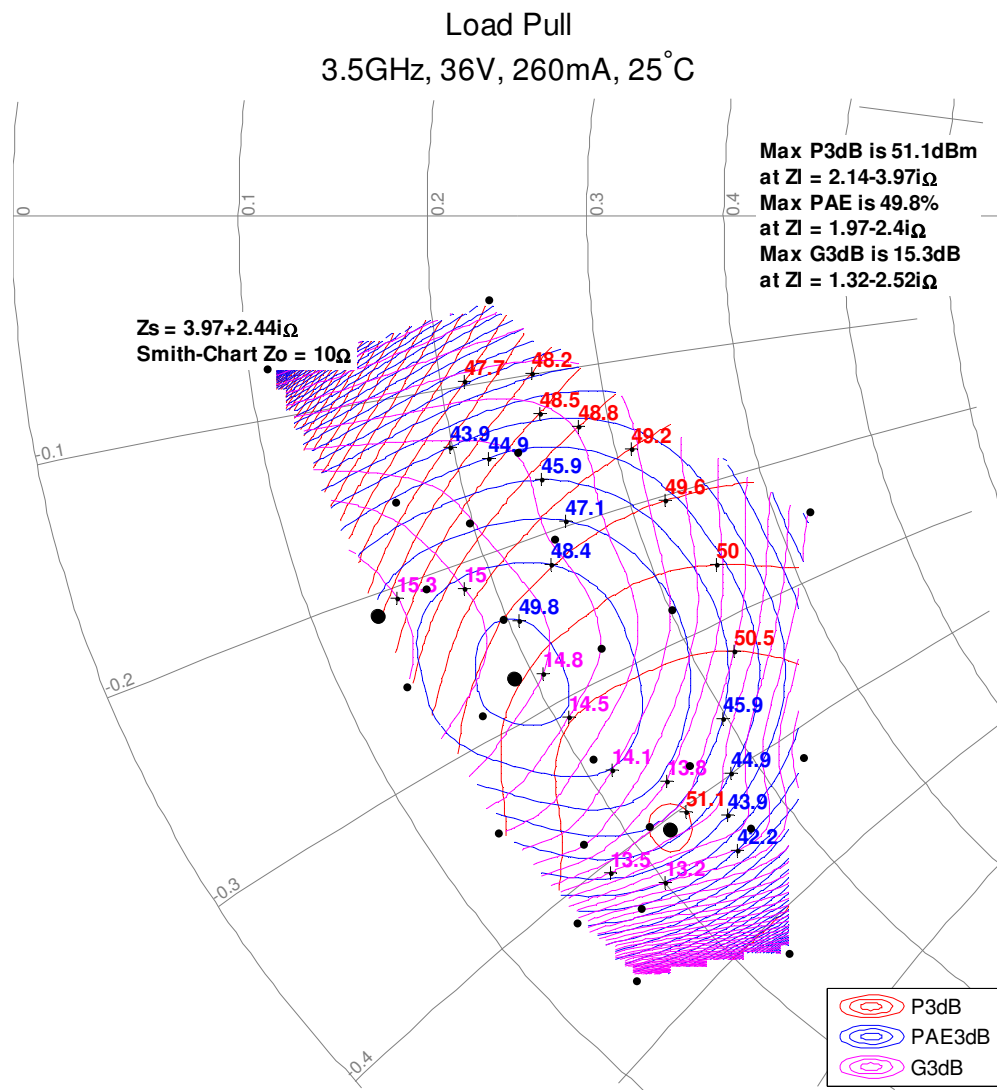 Load Pull
3.5GHz, 36V, 260mA, 25°C
Max P3dB is 51.1dBm
at Zl = 2.14-3.97iΩ
Max PAE is 49.8%
at Zl = 1.97-2.4iΩ
Max G3dB is 15.3dB
at Zl = 1.32-2.52iΩ
0
0.1
0.2
0.3
0.4
Zs = 3.97+2.44iΩ
Smith-Chart Zo = 10Ω
47.7
48.2
48.5
48.8
49.2
43.9
44.9
45.9
-0.1
49.6
47.1
50
48.4
15.3
15
49.8
50.5
14.8
-0.2
14.5
45.9
14.1
13.8
44.9
51.1
43.9
42.2
13.5
13.2
-0.3
-0.4
P3dB
PAE3dB
G3dB